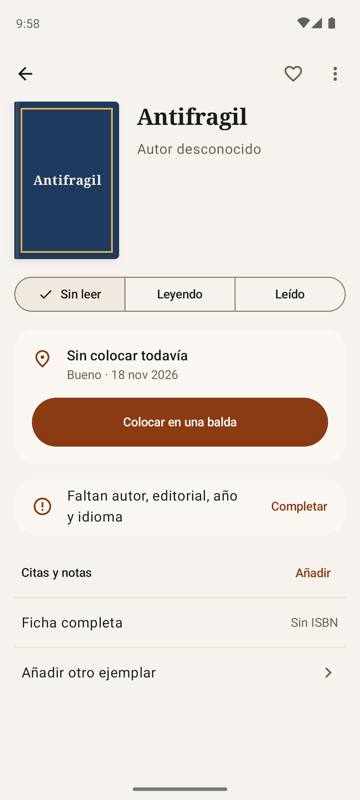 9:58
Antifragil
Autor desconocido
Antifragil
Sin leer
Leyendo
Leído
Sin colocar todavía
Bueno · 18 nov 2026
Colocar en una balda
Faltan autor, editorial, año
y idioma
Completar
Citas y notas
Añadir
Ficha completa
Sin ISBN
Añadir otro ejemplar